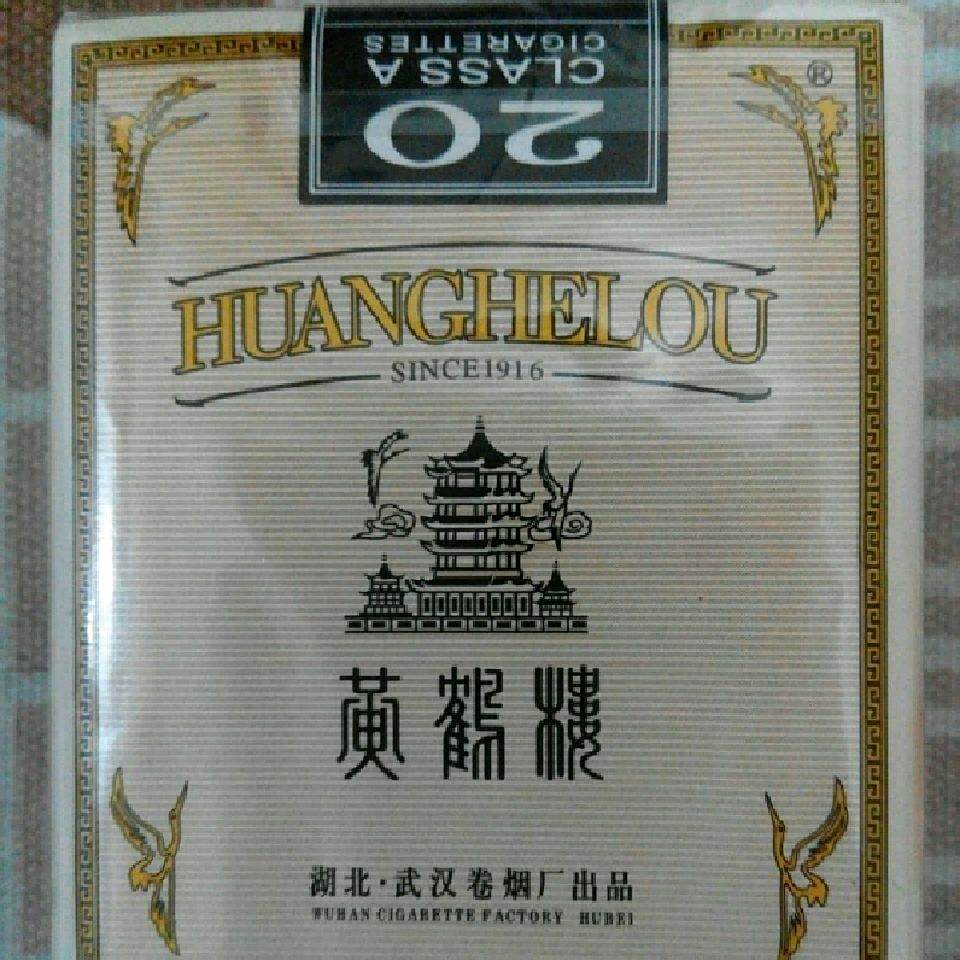 20
CLASS A
CIGARETTES
®
HUANGHELOU
SINCE1916
黄鹤楼
湖北·武汉卷烟厂出品
WUHAN CIGARETTE FACTORY HUBEI